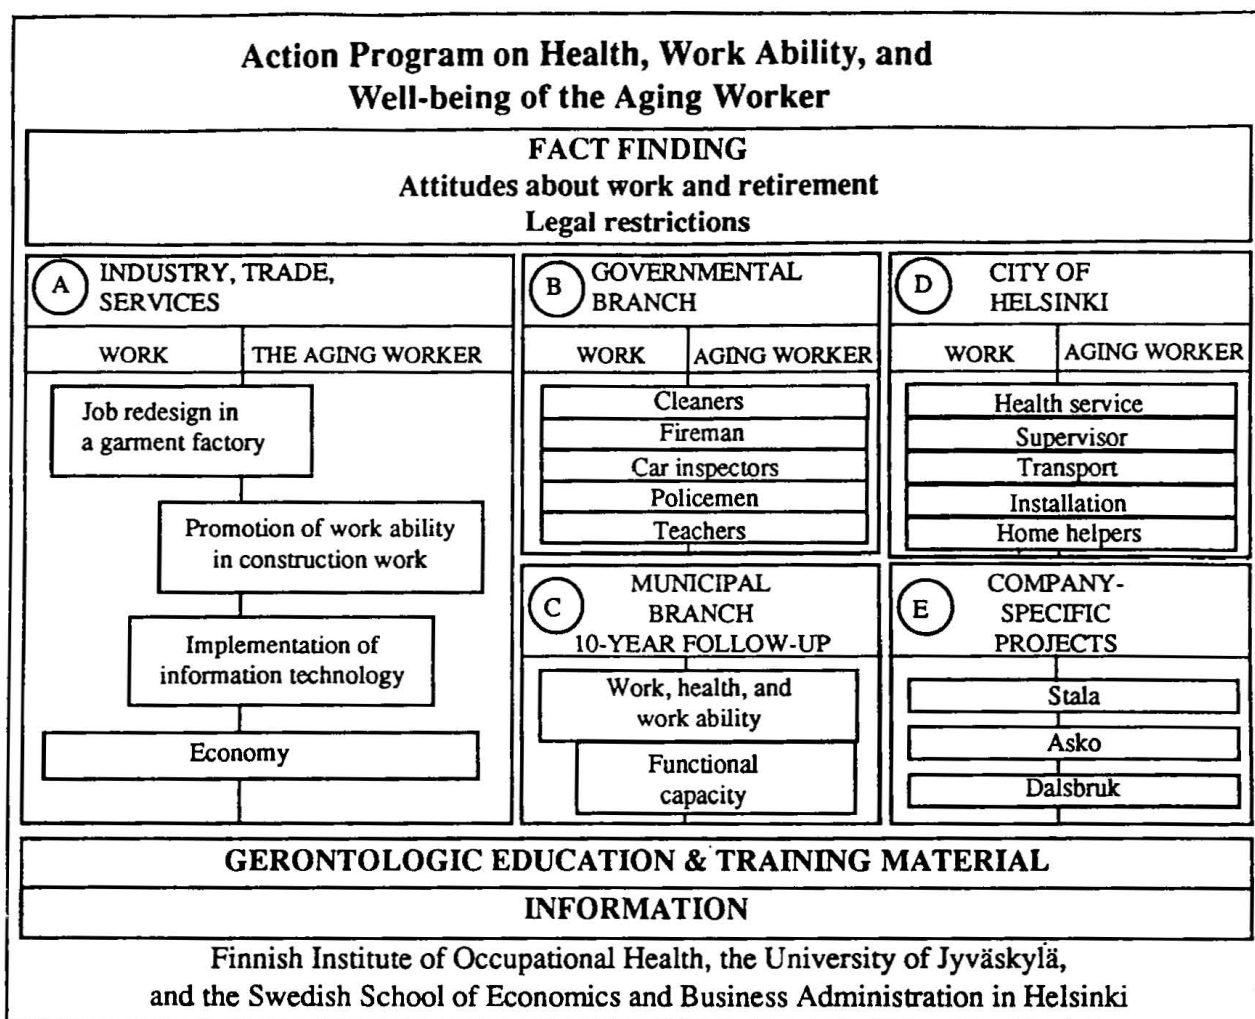 Action Program on Health, Work Ability, and
Well-being of the Aging Worker
FACT FINDING
Attitudes about work and retirement
Legal restrictions
A
INDUSTRY, TRADE,
SERVICES
WORK
THE AGING WORKER
Job redesign in
a garment factory
Promotion of work ability
in construction work
Implementation of
information technology
Economy
B
GOVERNMENTAL
BRANCH
WORK
AGING WORKER
Cleaners
Fireman
Car inspectors
Policemen
Teachers
C
MUNICIPAL
BRANCH
10-YEAR FOLLOW-UP
Work, health, and
work ability
Functional
capacity
D
CITY OF
HELSINKI
WORK
AGING WORKER
Health service
Supervisor
Transport
Installation
Home helpers
E
COMPANY-
SPECIFIC
PROJECTS
Stala
Asko
Dalsbruk
GERONTOLOGIC EDUCATION & TRAINING MATERIAL
INFORMATION
Finnish Institute of Occupational Health, the University of Jyväskylä,
and the Swedish School of Economics and Business Administration in Helsinki